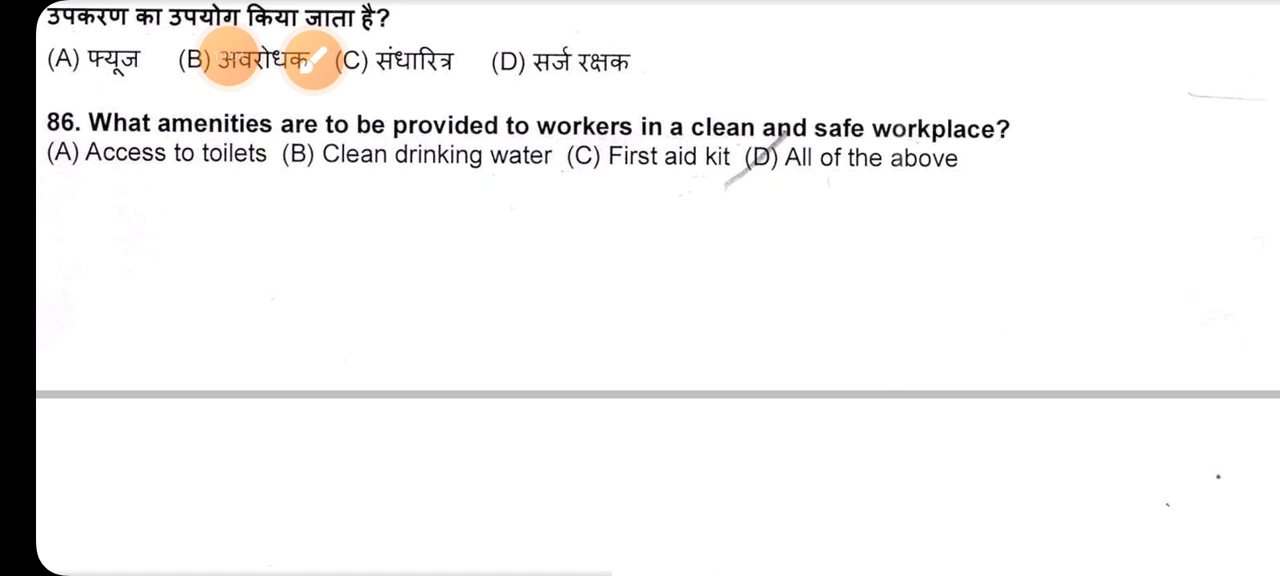 उपकरण का उपयोग किया जाता है?
(A) फ्यूज (B) अवरोधक (C) संधारित्र (D) सर्ज रक्षक
86. What amenities are to be provided to workers in a clean and safe workplace?
(A) Access to toilets (B) Clean drinking water (C) First aid kit (D) All of the above